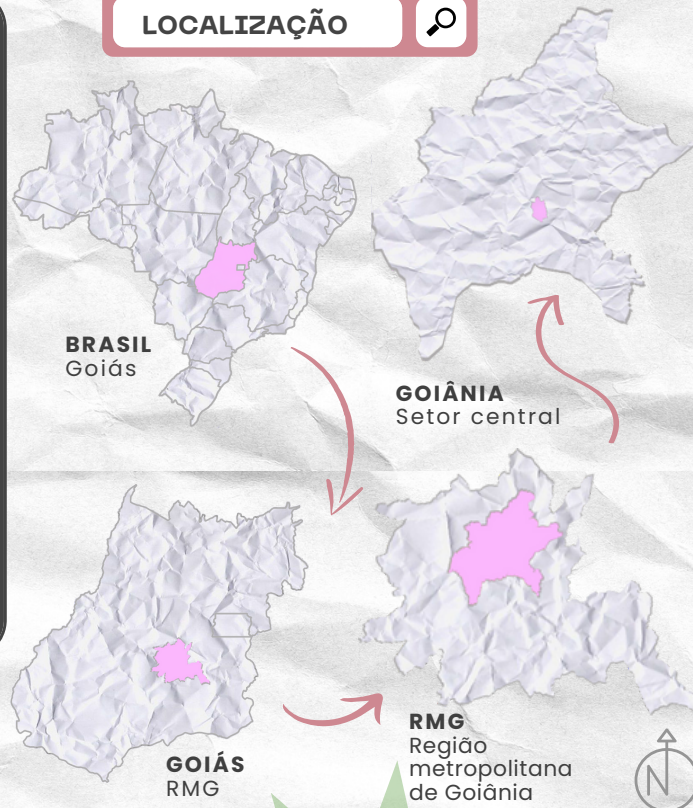 LOCALIZAÇÃO
BRASIL
Goiás
GOIÂNIA
Setor central
GOIÁS
RMG
RMG
Região
metropolitana
de Goiânia
N